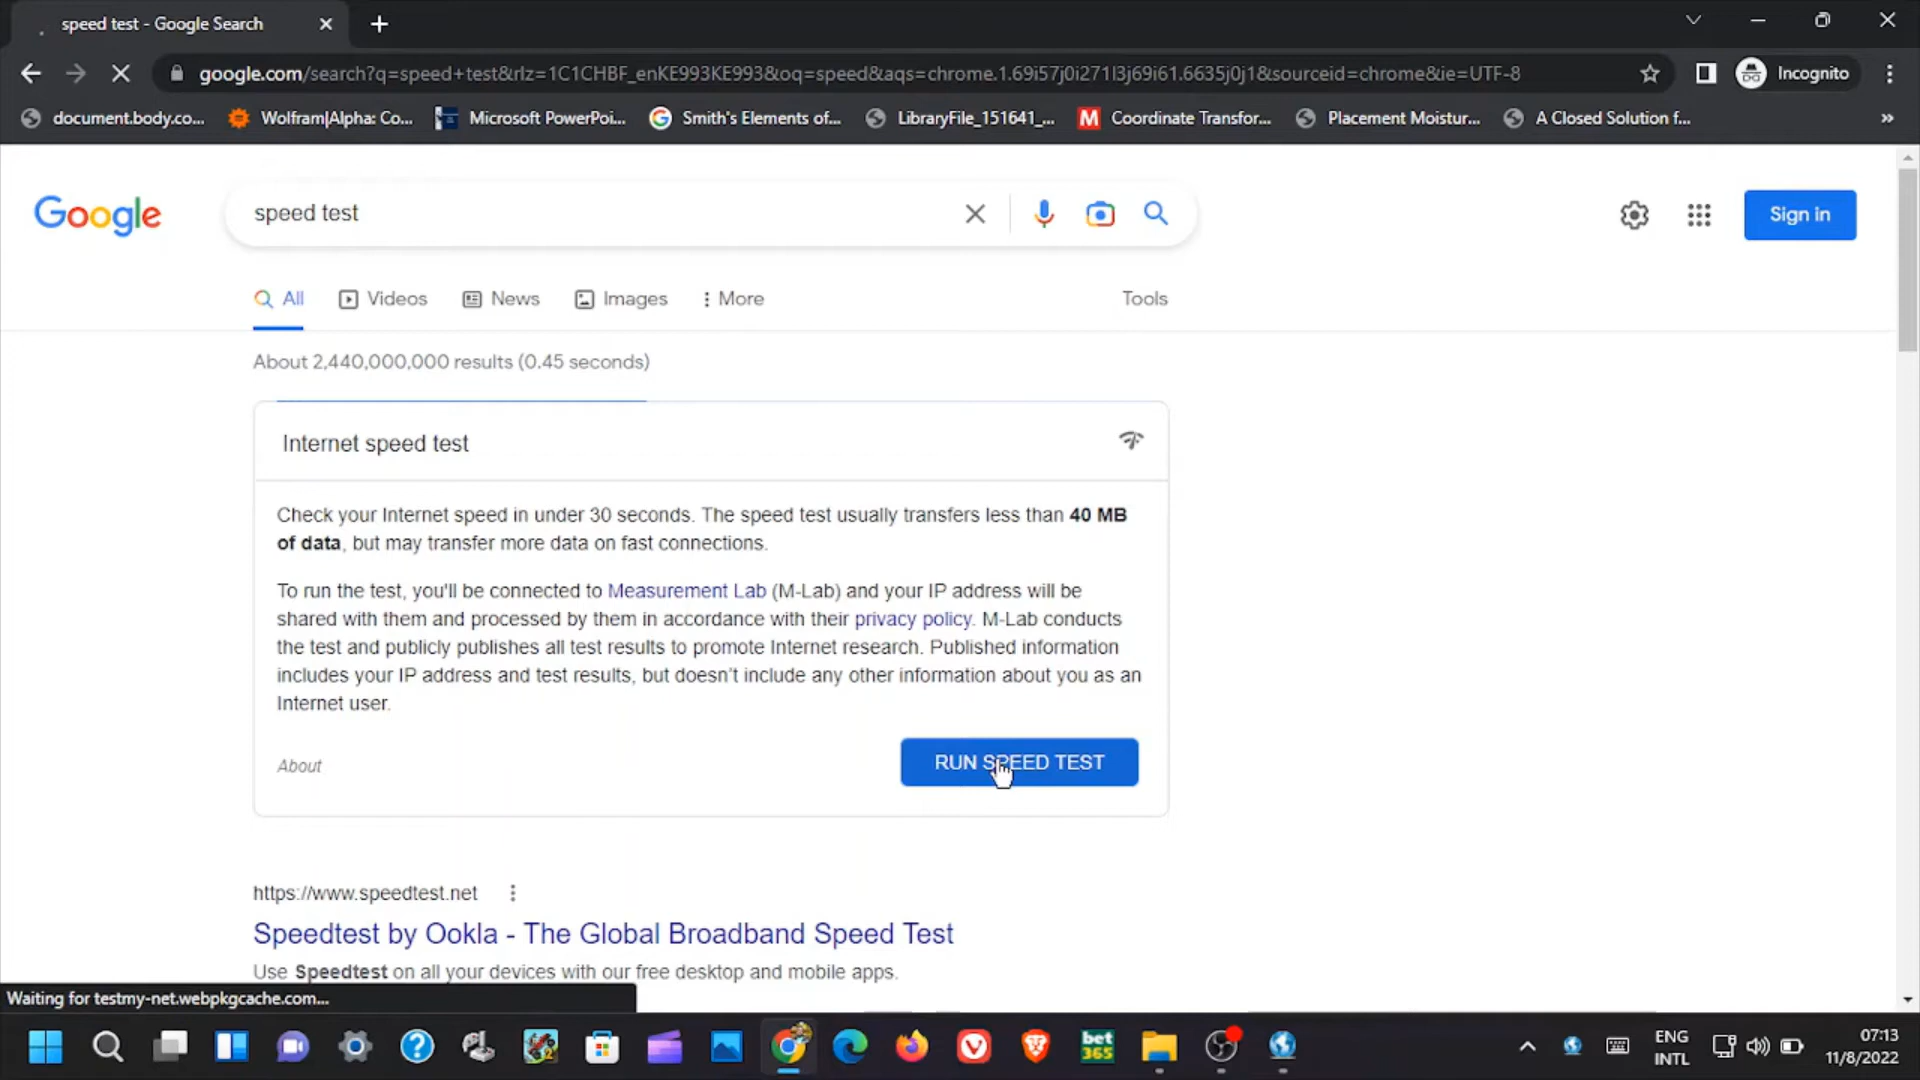 speed test - Google Search
google.com/search?q=speed+test&rlz=1C1CHBF_enKE993KE993&oq=speed&aqs=chrome.1.69i57j0i271l3j69i61.6635j0j1&sourceid=chrome&ie=UTF-8
Incognito
document.body.co...
Wolfram|Alpha: Co...
Microsoft PowerPoi...
Smith's Elements of...
LibraryFile_151641_...
Coordinate Transfor...
Placement Moistur...
A Closed Solution f...
Google
speed test
Sign in
All
Videos
News
Images
More
Tools
About 2,440,000,000 results (0.45 seconds)
Internet speed test
Check your Internet speed in under 30 seconds. The speed test usually transfers less than 40 MB
of data, but may transfer more data on fast connections.
To run the test, you'll be connected to Measurement Lab (M-Lab) and your IP address will be
shared with them and processed by them in accordance with their privacy policy. M-Lab conducts
the test and publicly publishes all test results to promote Internet research. Published information
includes your IP address and test results, but doesn't include any other information about you as an
Internet user.
About
RUN SPEED TEST
https://www.speedtest.net
Speedtest by Ookla - The Global Broadband Speed Test
Use Speedtest on all your devices with our free desktop and mobile apps.
Waiting for testmy-net.webpkgcache.com...
bet
365
ENG
INTL
07:13
11/8/2022